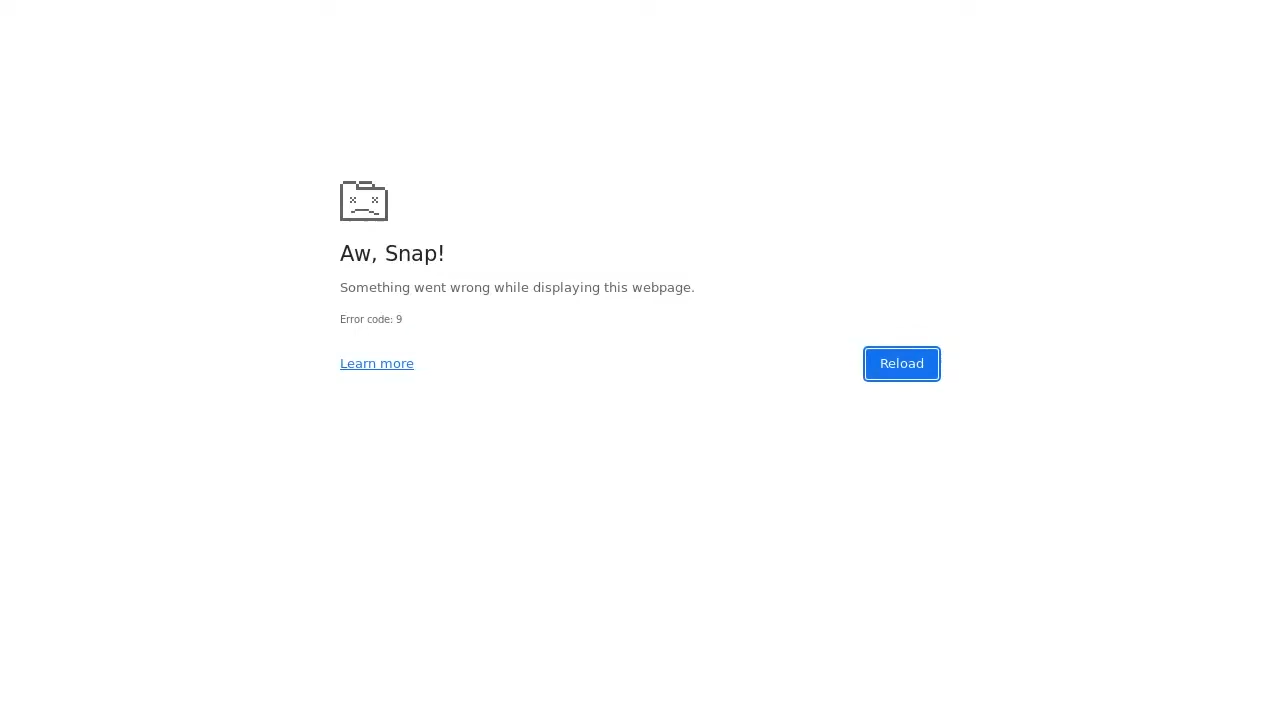 Aw, Snap!
Something went wrong while displaying this webpage.
Error code: 9
Learn more
Reload